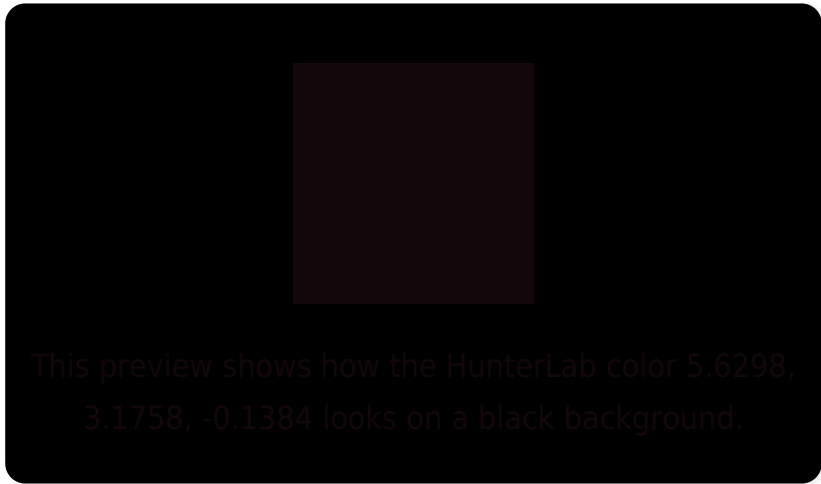 This preview shows how the HunterLab color 5.6298,
3.1758, -0.1384 looks on a black background.